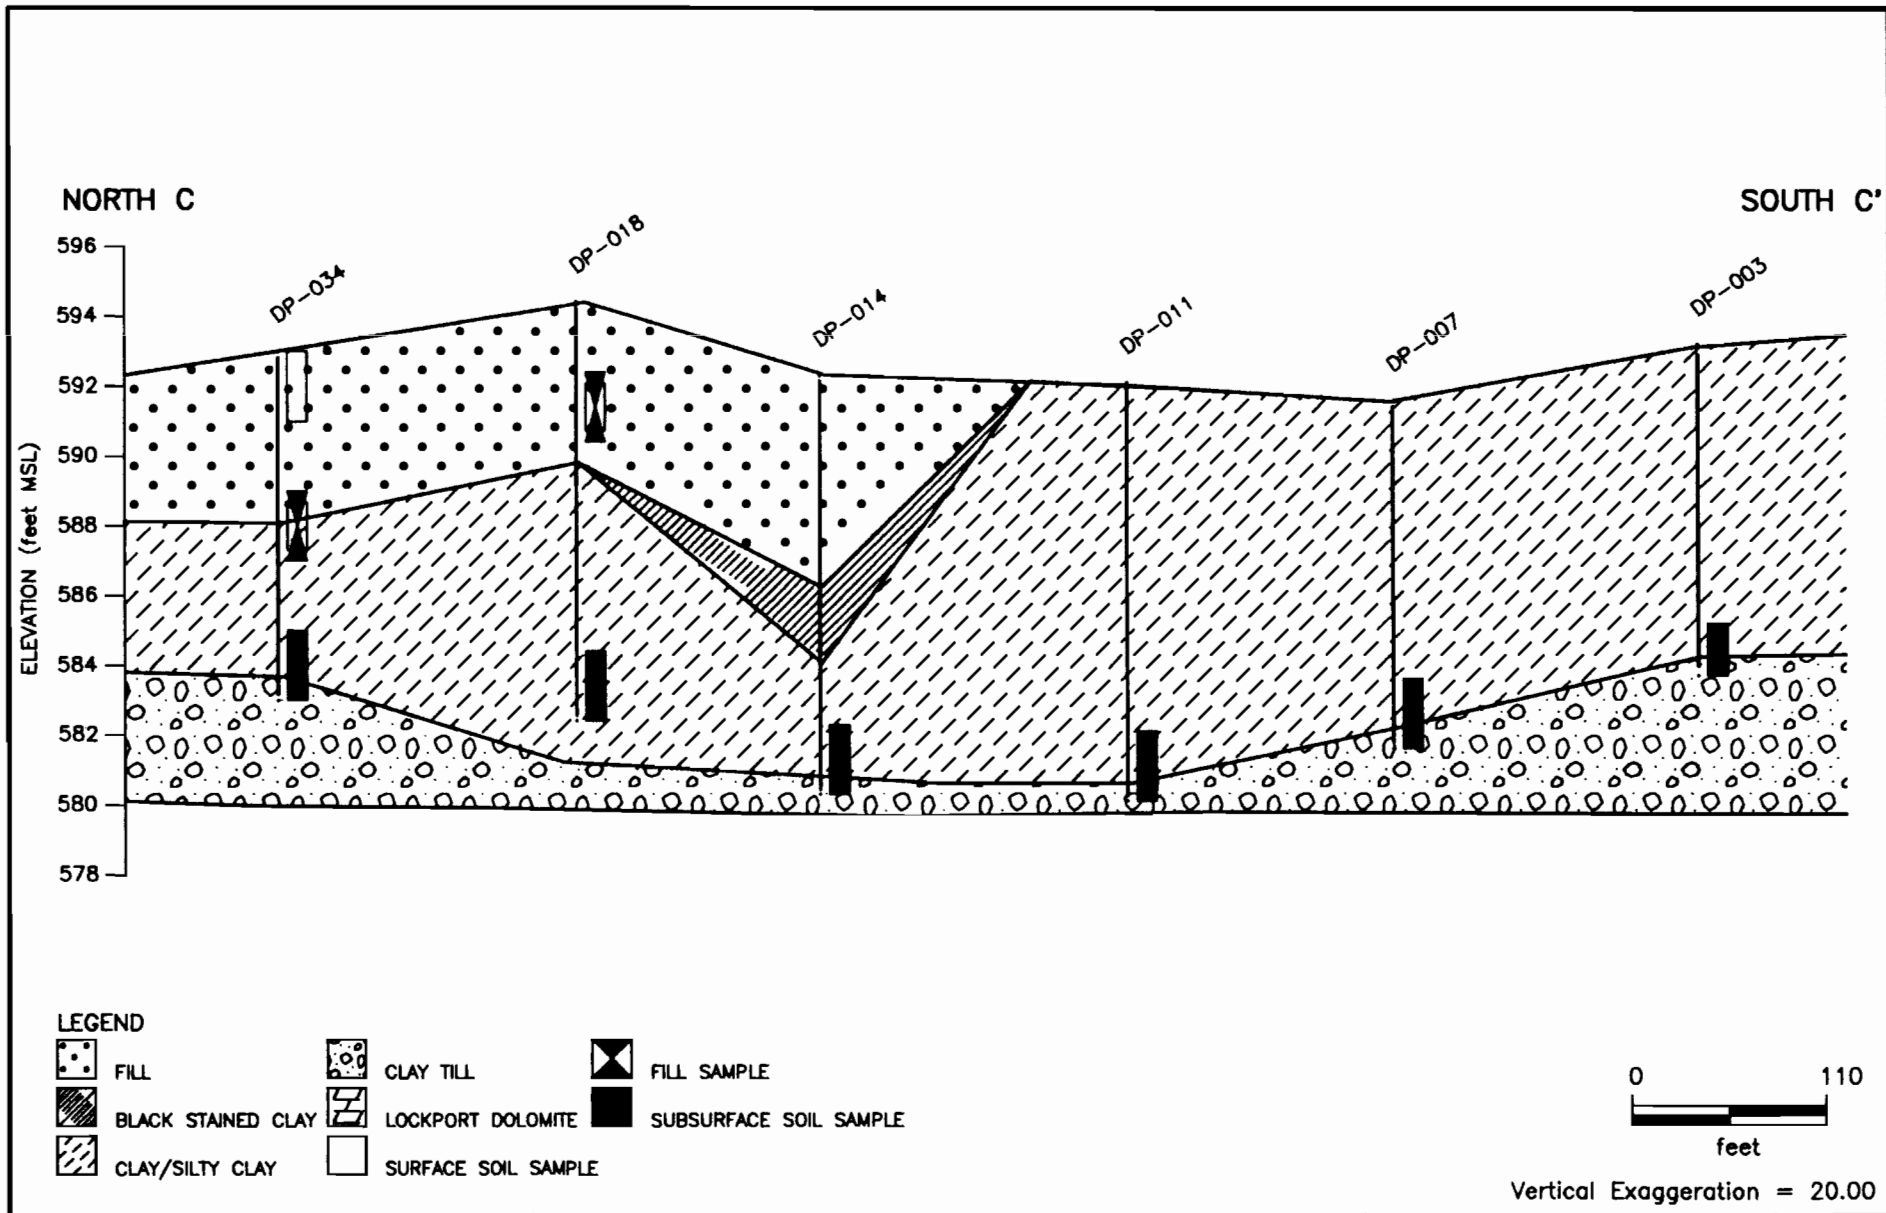 NORTH C
SOUTH C'
DP-034
DP-018
DP-014
DP-011
DP-007
DP-003
ELEVATION (feet MSL)
596
594
592
590
588
586
584
582
580
578
LEGEND
FILL
BLACK STAINED CLAY
CLAY/SILTY CLAY
CLAY TILL
LOCKPORT DOLOMITE
SURFACE SOIL SAMPLE
FILL SAMPLE
SUBSURFACE SOIL SAMPLE
0 110
feet
Vertical Exaggeration = 20.00